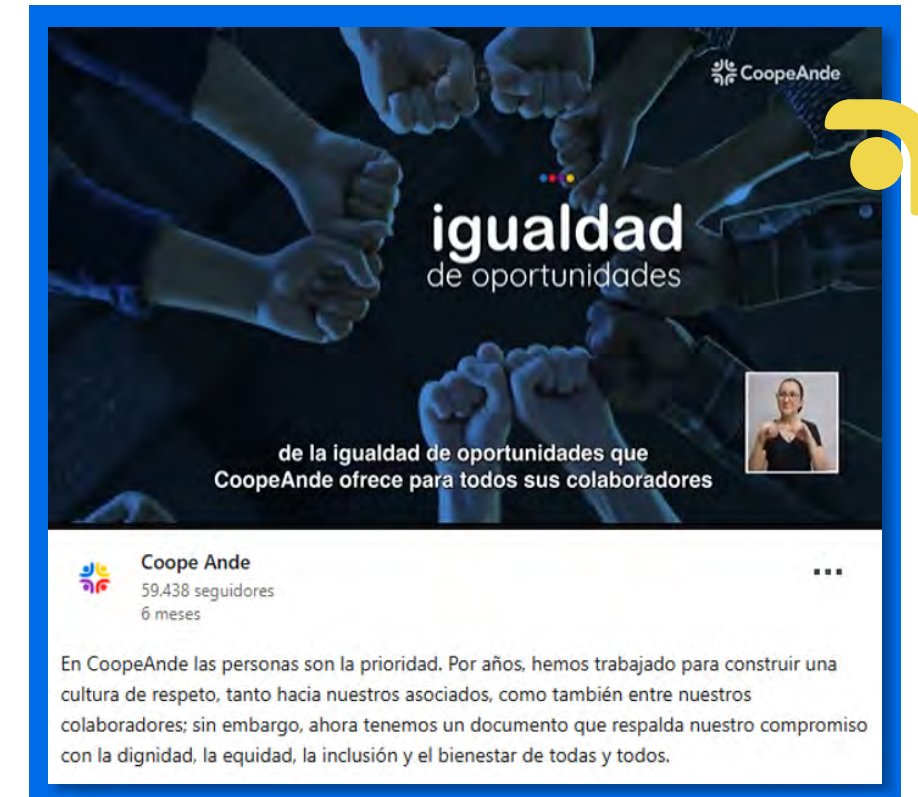 CoopeAnde
igualdad
de oportunidades
de la igualdad de oportunidades que
CoopeAnde ofrece para todos sus colaboradores
Coope Ande
59.438 seguidores
6 meses
En CoopeAnde las personas son la prioridad. Por años, hemos trabajado para construir una
cultura de respeto, tanto hacia nuestros asociados, como también entre nuestros
colaboradores; sin embargo, ahora tenemos un documento que respalda nuestro compromiso
con la dignidad, la equidad, la inclusión y el bienestar de todas y todos.